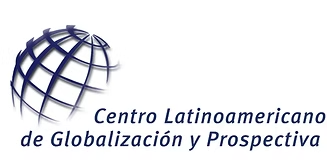 Centro Latinoamericano
de Globalización y Prospectiva